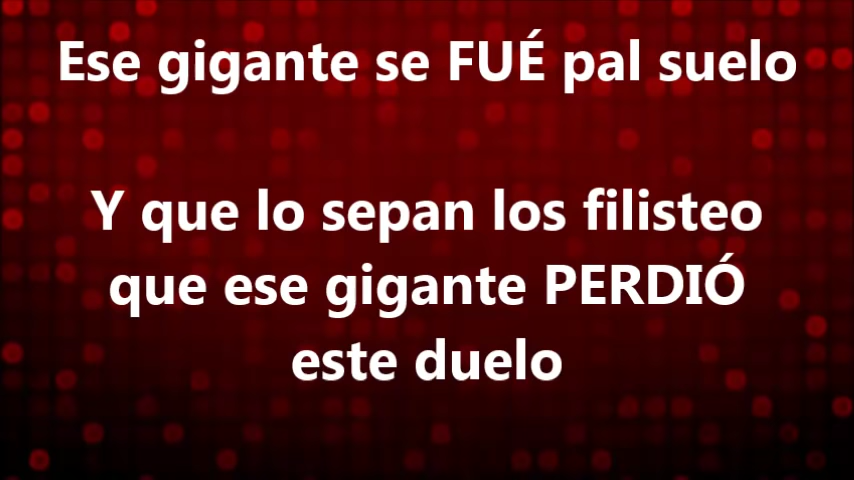 Ese gigante se FUÉ pal suelo
Y que lo sepan los filisteo
que ese gigante PERDIÓ
este duelo